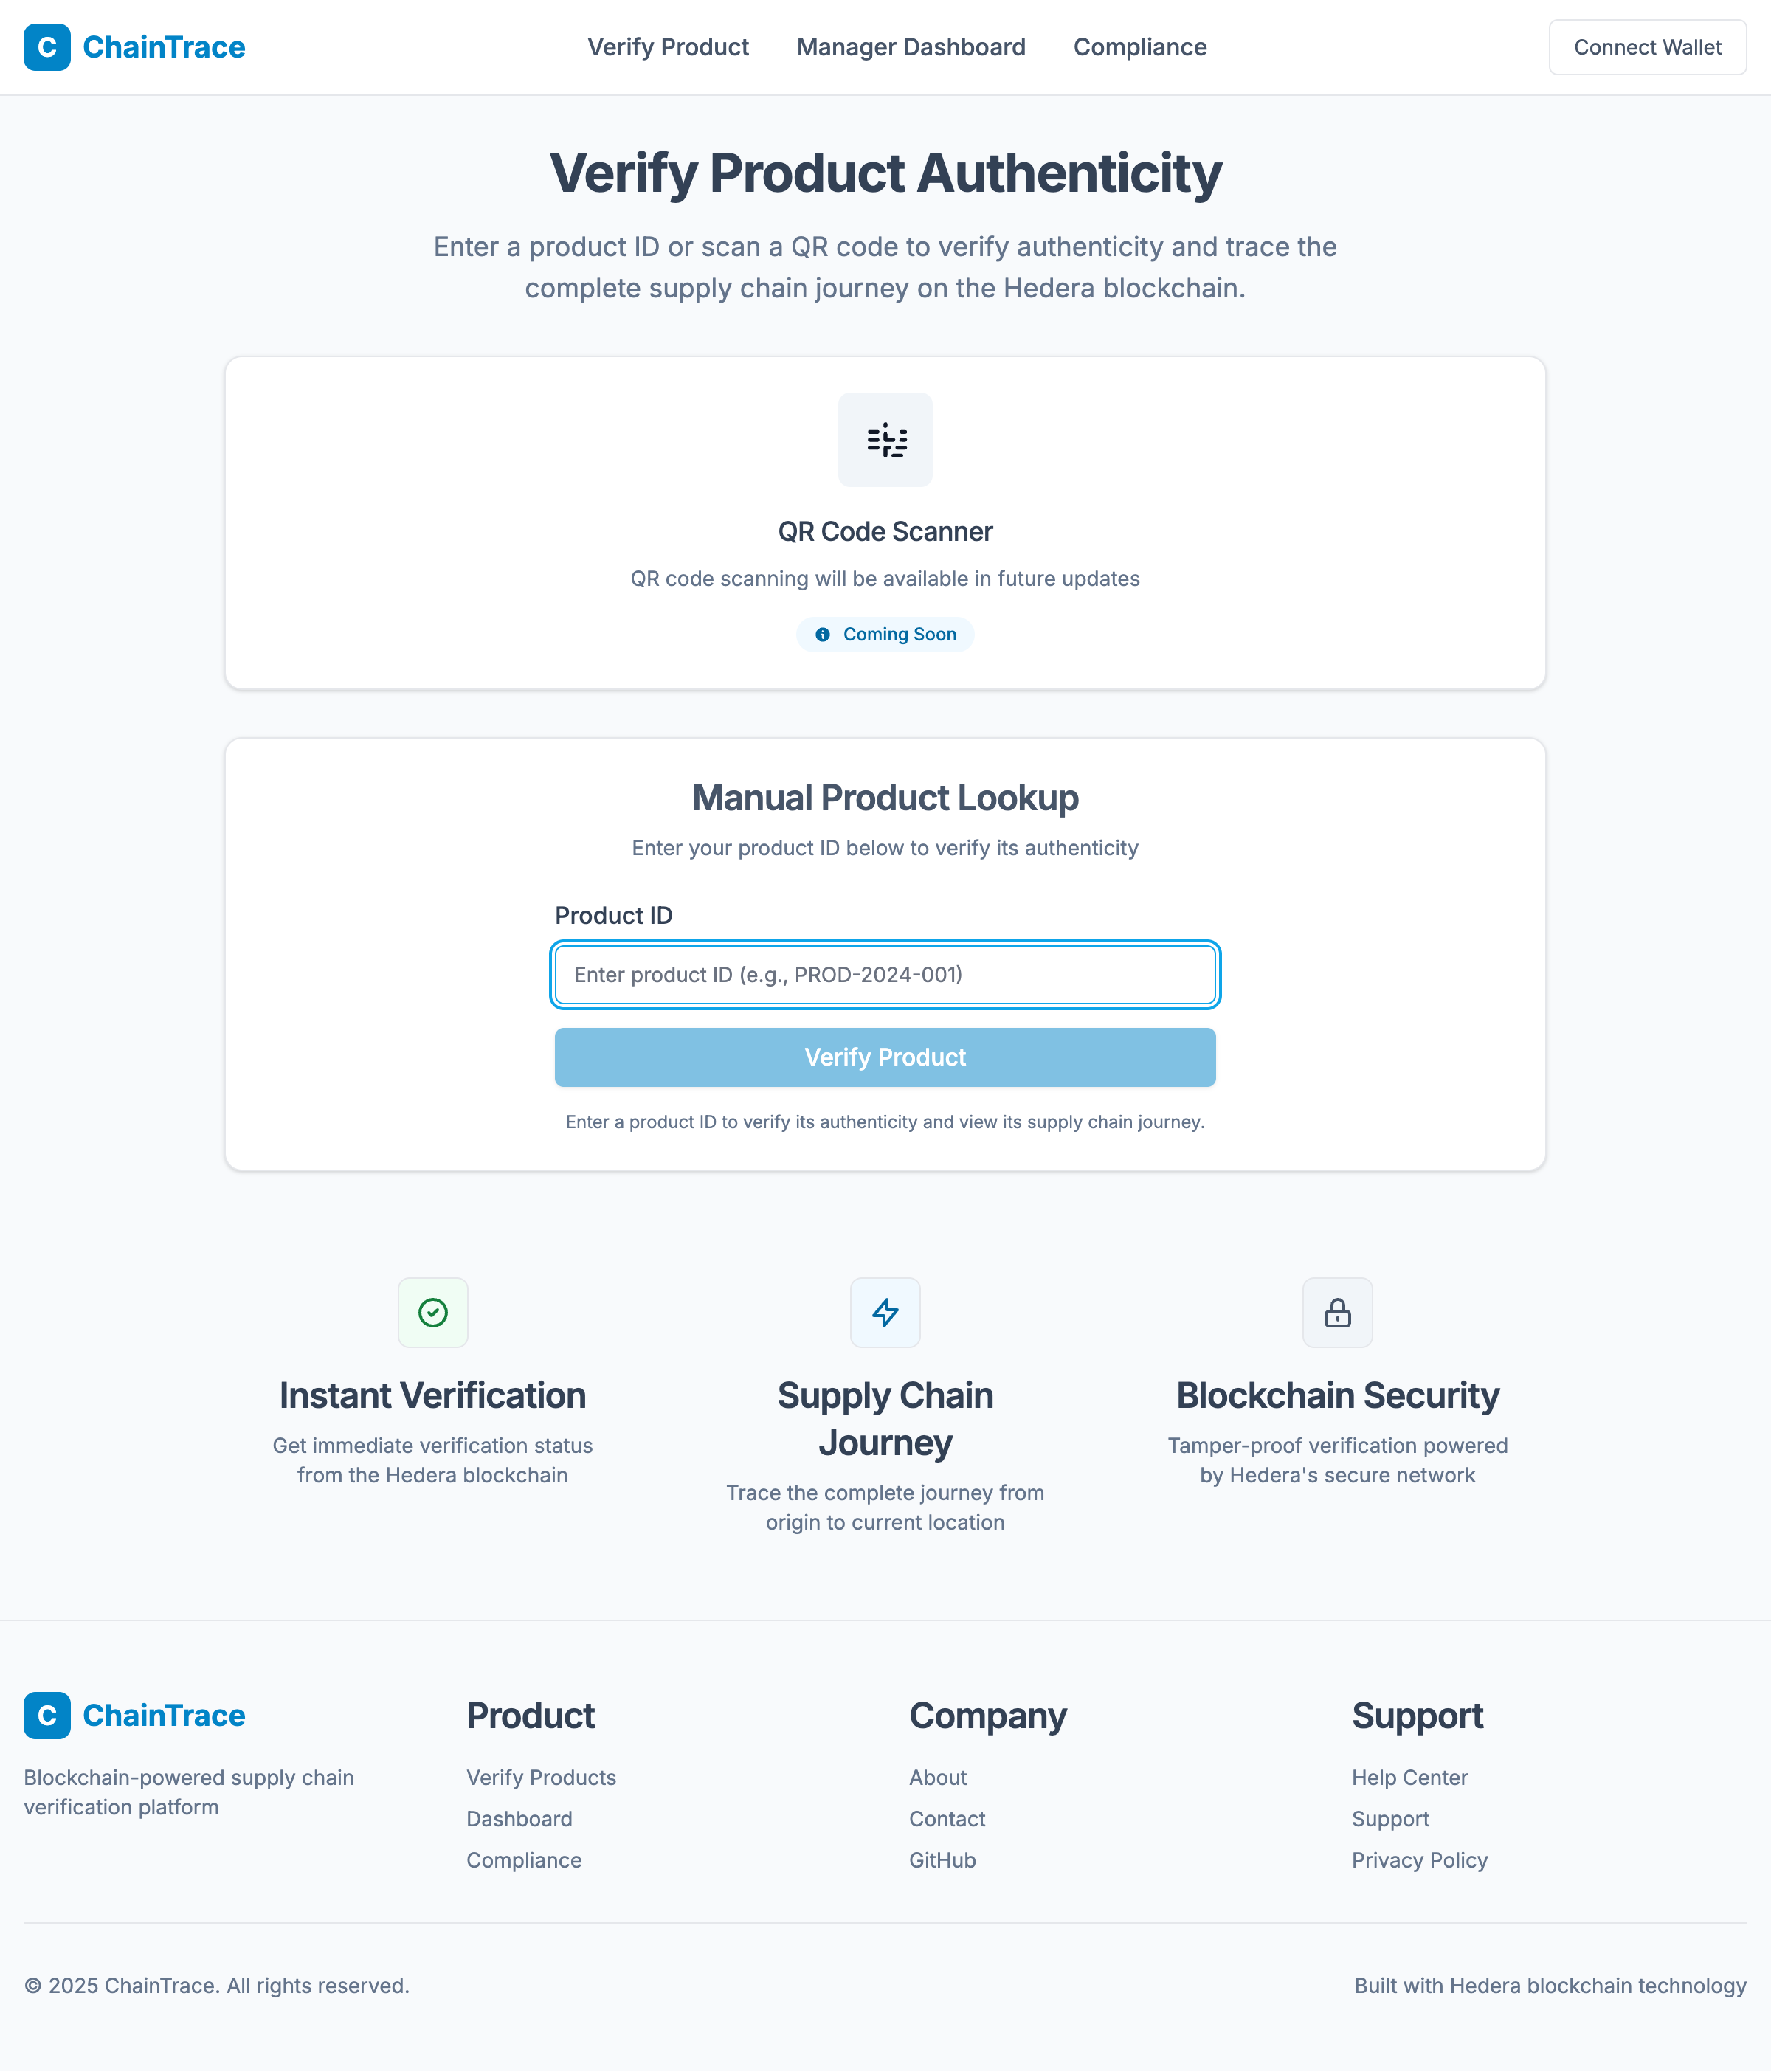 C ChainTrace
Verify Product
Manager Dashboard
Compliance
Connect Wallet
Verify Product Authenticity
Enter a product ID or scan a QR code to verify authenticity and trace the
complete supply chain journey on the Hedera blockchain.
QR Code Scanner
QR code scanning will be available in future updates
Coming Soon
Manual Product Lookup
Enter your product ID below to verify its authenticity
Product ID
Enter product ID (e.g., PROD-2024-001)
Verify Product
Enter a product ID to verify its authenticity and view its supply chain journey.
Instant Verification
Get immediate verification status
from the Hedera blockchain
Supply Chain
Journey
Trace the complete journey from
origin to current location
Blockchain Security
Tamper-proof verification powered
by Hedera's secure network
C ChainTrace
Blockchain-powered supply chain
verification platform
Product
Verify Products
Dashboard
Compliance
Company
About
Contact
GitHub
Support
Help Center
Support
Privacy Policy
© 2025 ChainTrace. All rights reserved.
Built with Hedera blockchain technology